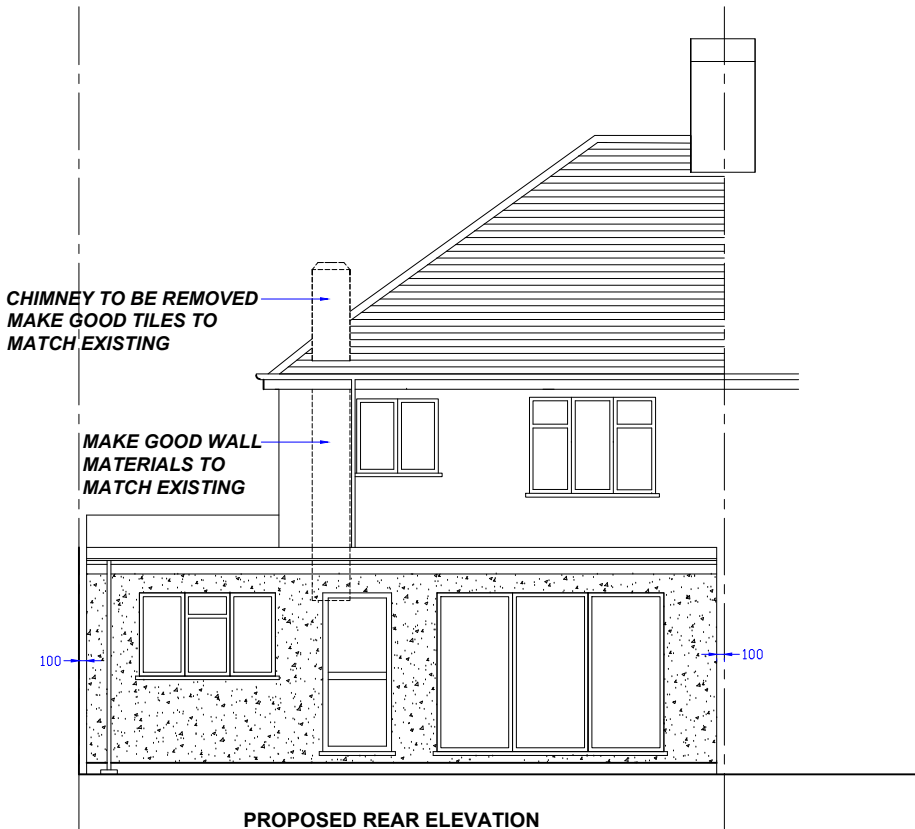 CHIMNEY TO BE REMOVED
MAKE GOOD TILES TO
MATCH EXISTING
MAKE GOOD WALL
MATERIALS TO
MATCH EXISTING
100
100
PROPOSED REAR ELEVATION